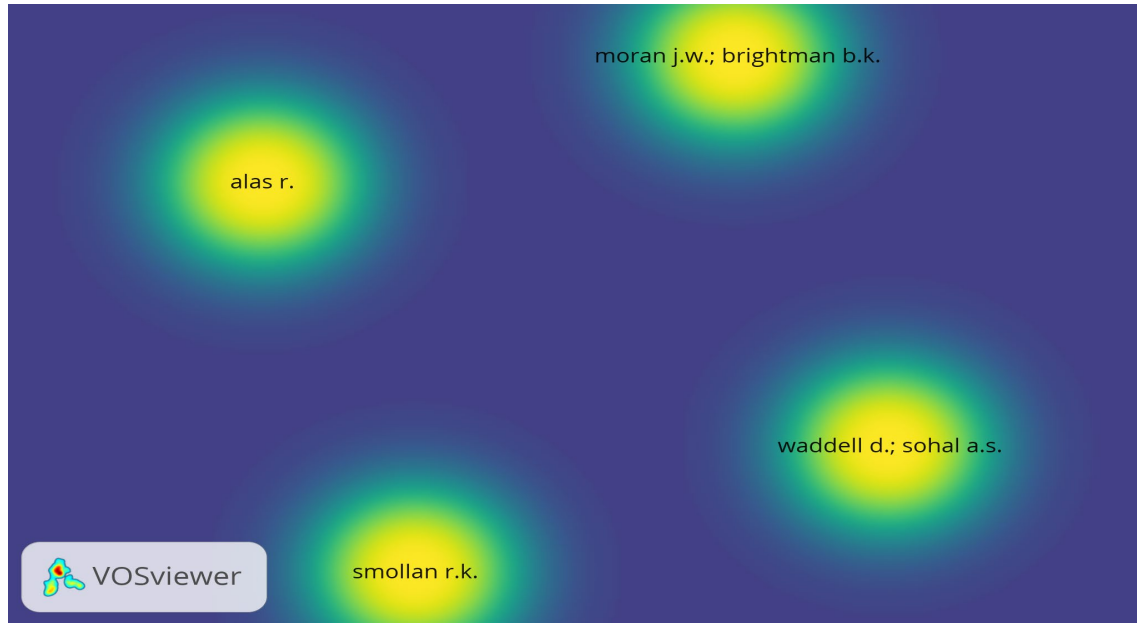 moran j.w.; brightman b.k.
alas r.
waddell d.; sohal a.s.
smollan r.k.
VOSviewer